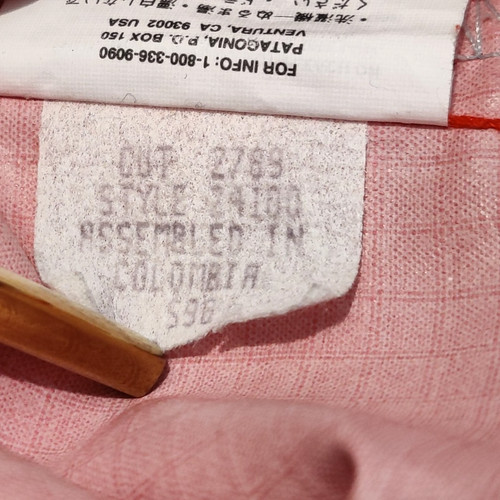 FOR INFO: 1-800-336-9090
PATAGONIA, P.O. BOX 150
VENTURA, CA 93002 USA
CUT 2789
STYLE 24100
ASSEMBLED IN
COLOMBIA
S96